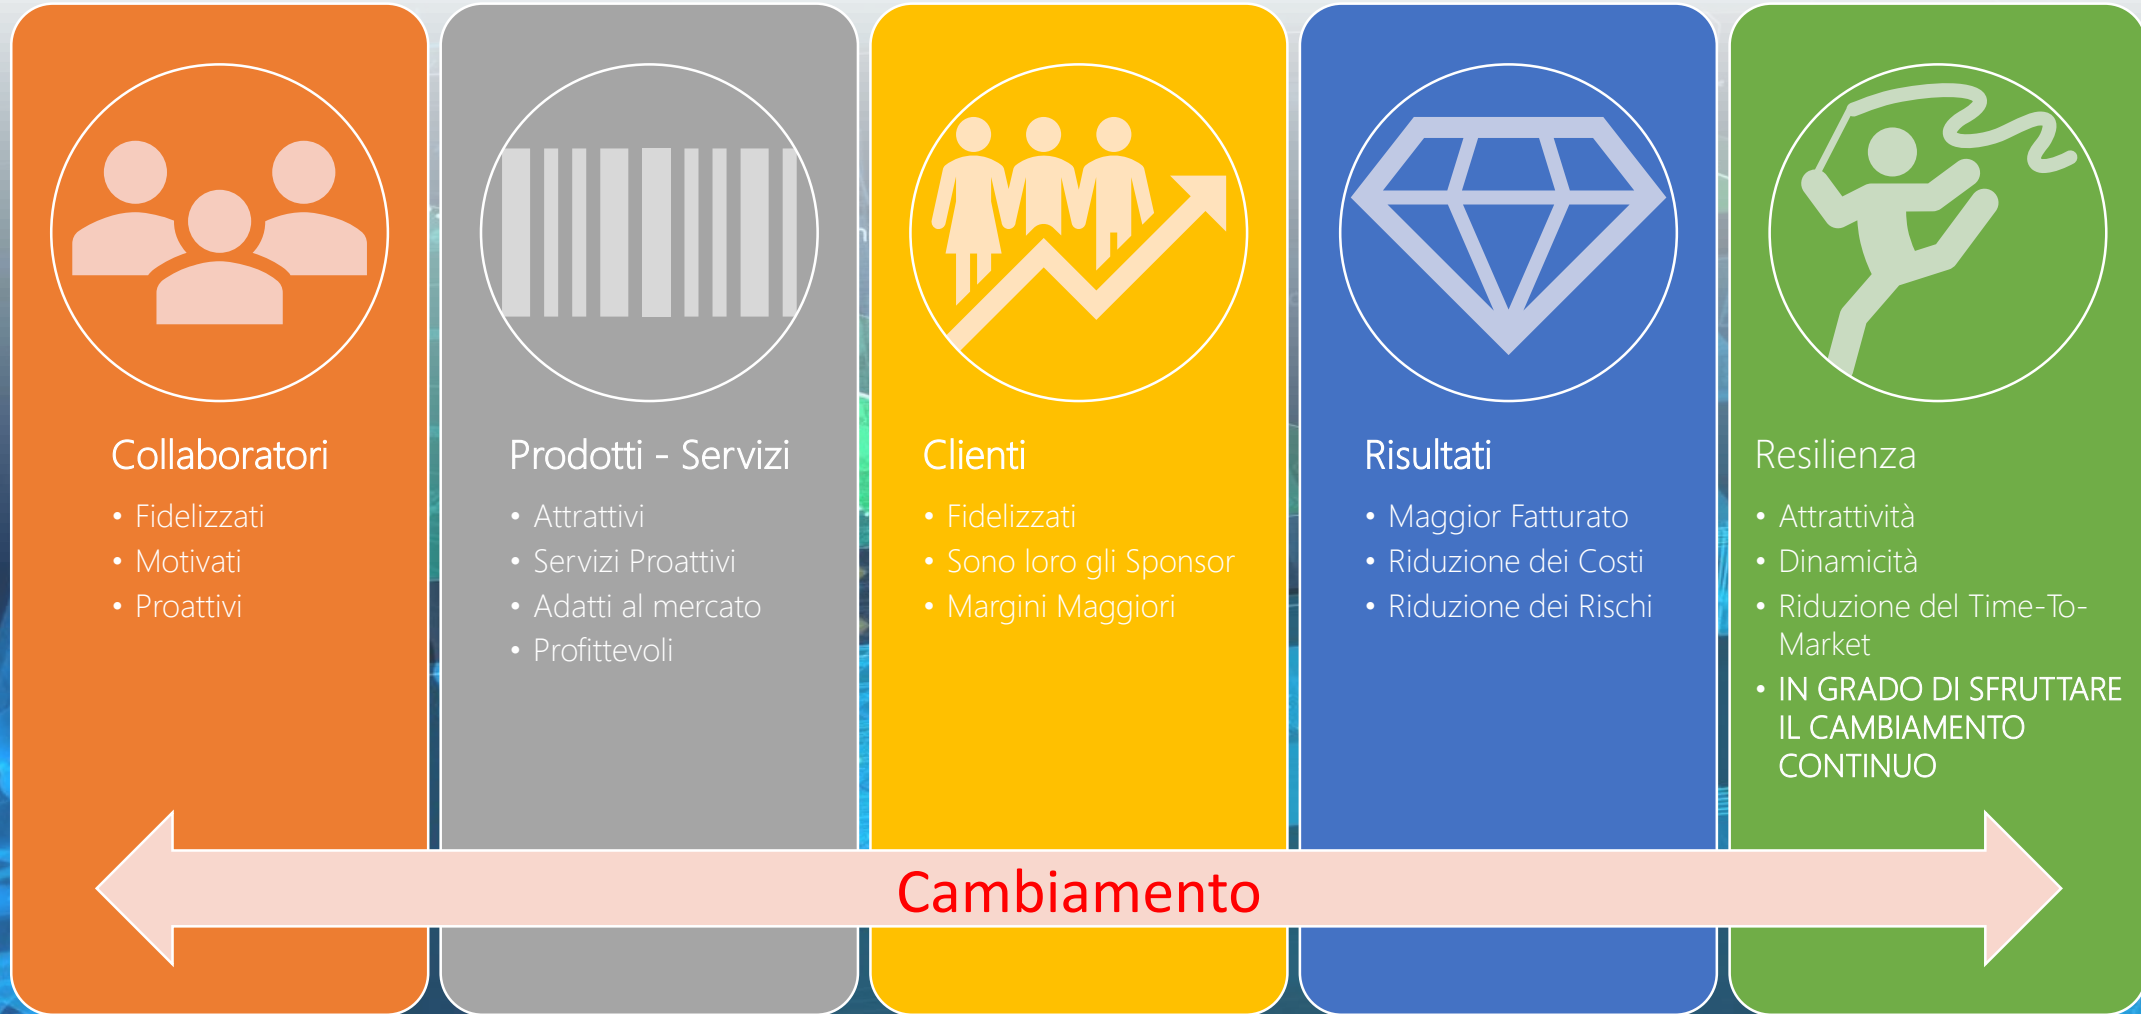 Collaboratori
• Fidelizzati
• Motivati
• Proattivi
Prodotti - Servizi
• Attrattivi
• Servizi Proattivi
• Adatti al mercato
• Profittevoli
Clienti
• Fidelizzati
• Sono loro gli Sponsor
• Margini Maggiori
Risultati
• Maggior Fatturato
• Riduzione dei Costi
• Riduzione dei Rischi
Resilienza
• Attrattività
• Dinamicità
• Riduzione del Time-To-
Market
• IN GRADO DI SFRUTTARE
IL CAMBIAMENTO
CONTINUO
Cambiamento